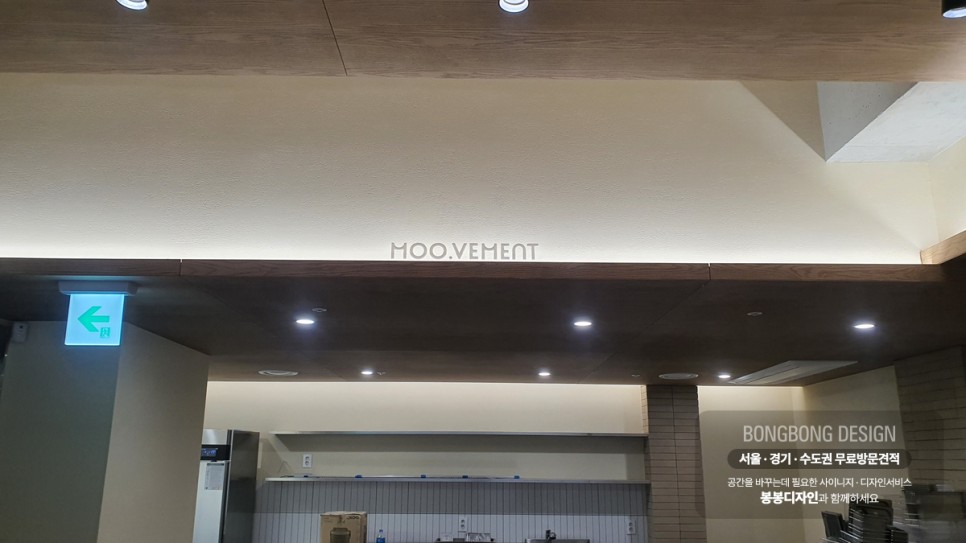 MOO.VEMENT
BONGBONG DESIGN
서울 · 경기 · 수도권 무료방문견적
공간을 바꾸는데 필요한 사이니지 · 디자인서비스
봉봉디자인과 함께하세요